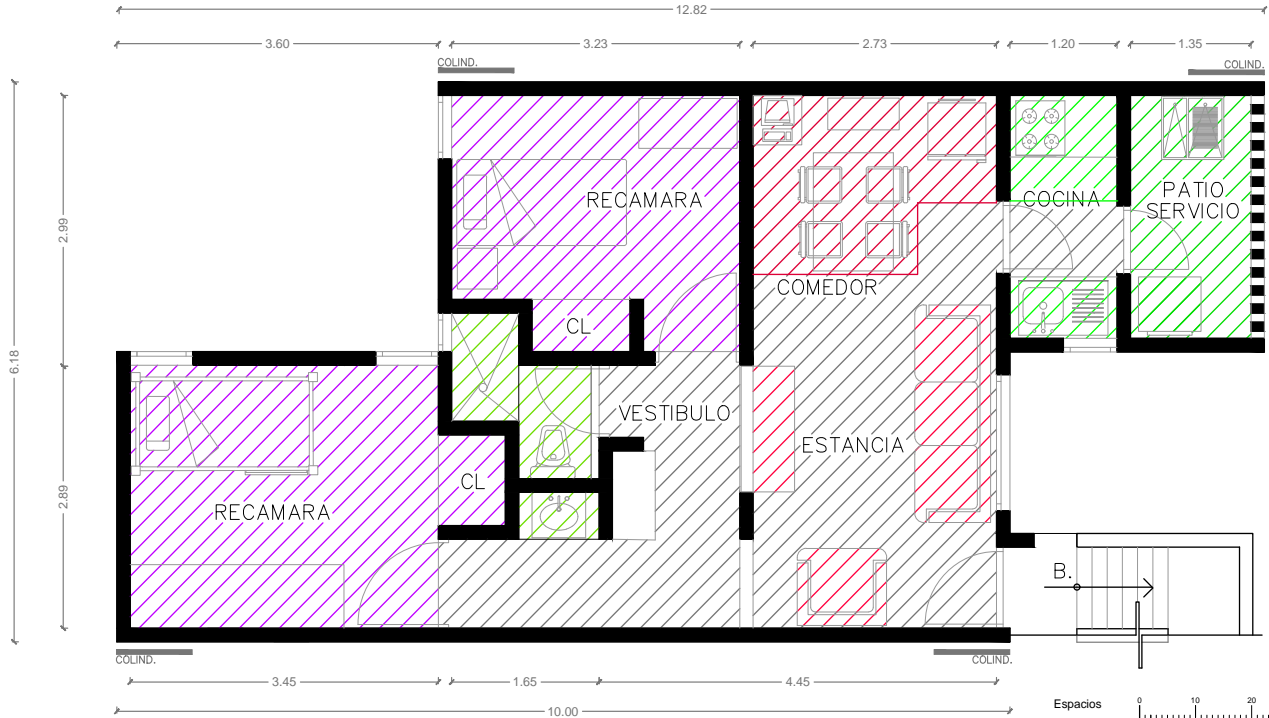 12.82
3.60 3.23 2.73 1.20 1.35
COLIND. COLIND.
2.99
6.18
2.89
RECAMARA
COCINA
PATIO
SERVICIO
COMEDOR
CL
VESTIBULO
ESTANCIA
CL
RECAMARA
B.
COLIND. COLIND.
3.45 1.65 4.45
10.00
Espacios 0 10 20